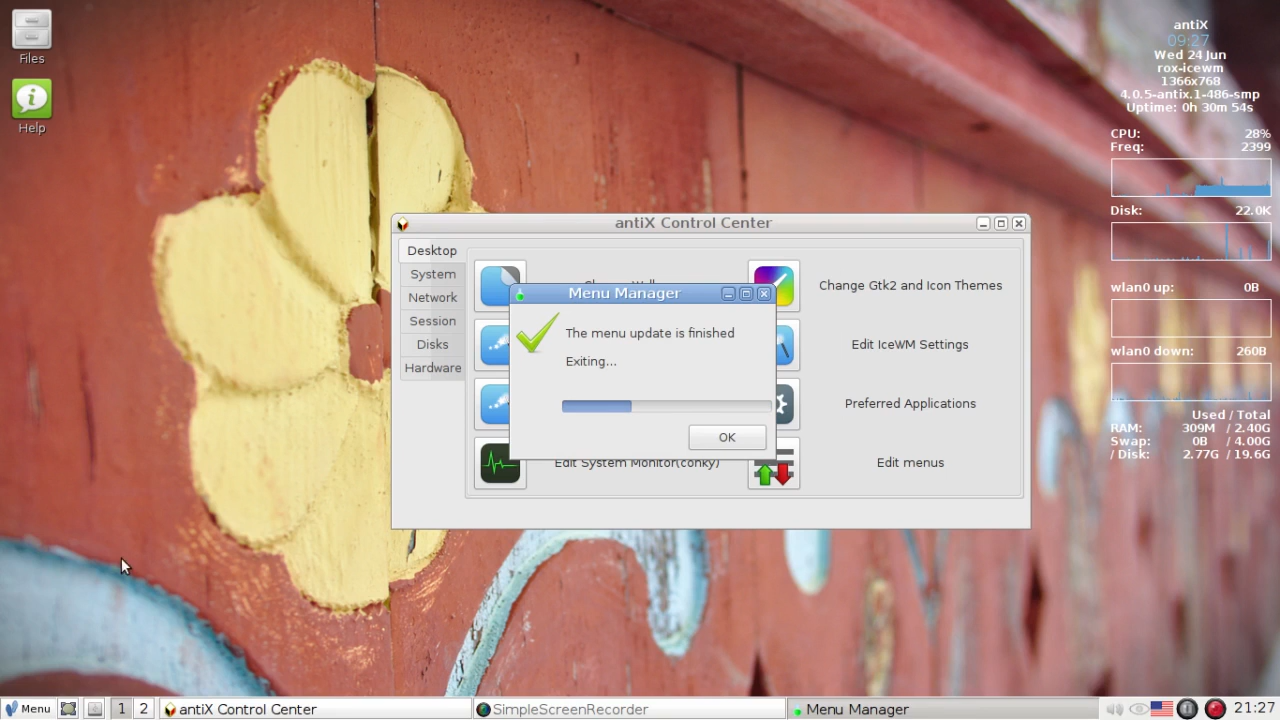 Files
Help
antiX
09:27
Wed 24 Jun
rox-icewm
1366x768
4.0.5-antix.1-486-smp
Uptime: 0h 30m 54s
CPU: 28%
Freq: 2399
Disk: 22.0K
wlan0 up: 0B
wlan0 down: 260B
Used / Total
RAM: 309M / 2.40G
Swap: 0B / 4.00G
/ Disk: 2.77G / 19.6G
antiX Control Center
Desktop
System
Network
Session
Disks
Hardware
Change Gtk2 and Icon Themes
Edit IceWM Settings
Preferred Applications
Edit System Monitor(conky)
Edit menus
Menu Manager
The menu update is finished
Exiting...
OK
Menu 1 2 antiX Control Center SimpleScreenRecorder Menu Manager 21:27